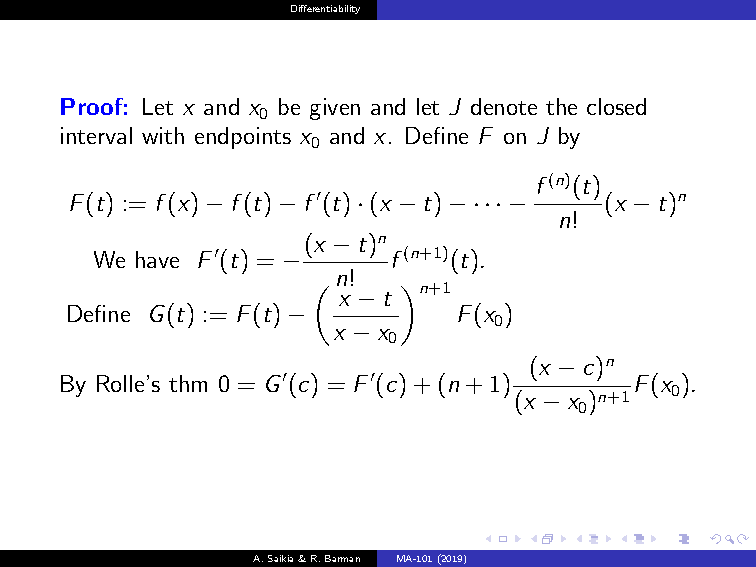 Differentiability
Proof: Let x and x₀ be given and let J denote the closed
interval with endpoints x₀ and x. Define F on J by
F(t) := f(x) − f(t) − f′(t) · (x − t) − · · · − f⁽ⁿ⁾(t)/n! (x − t)ⁿ
We have F′(t) = − (x − t)ⁿ/n! f⁽ⁿ⁺¹⁾(t).
Define G(t) := F(t) − ((x − t)/(x − x₀))ⁿ⁺¹ F(x₀)
By Rolle's thm 0 = G′(c) = F′(c) + (n + 1) (x − c)ⁿ/(x − x₀)ⁿ⁺¹ F(x₀).
A. Saikia & R. Barman MA-101 (2019)